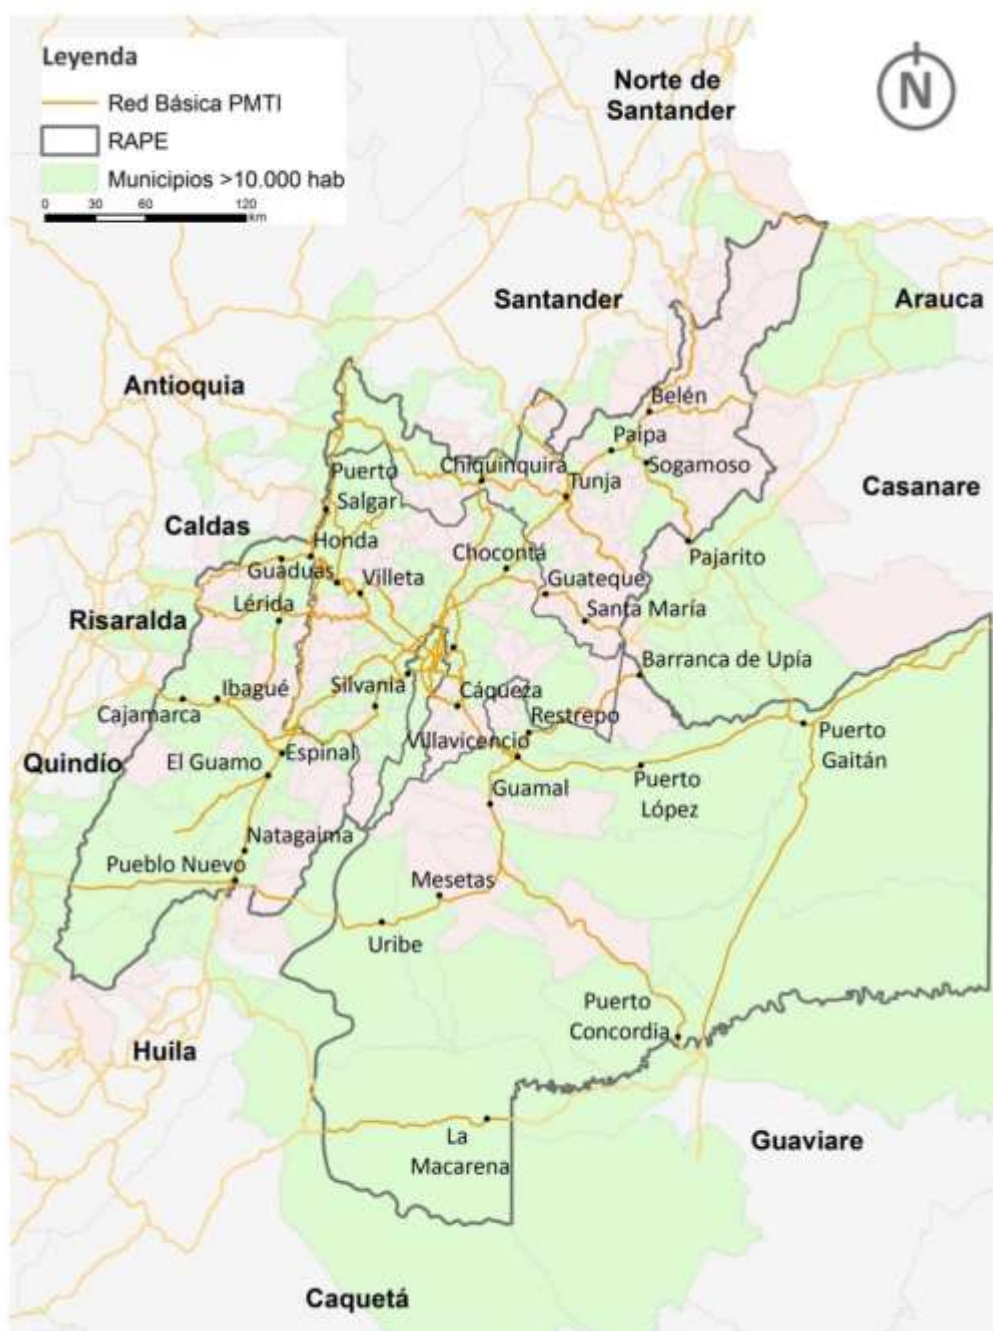 Leyenda
Red Básica PMTI
RAPE
Municipios >10.000 hab
0 30 60 120
km
N
Norte de
Santander
Santander
Arauca
Antioquia
Belén
Paipa
Chiquinquirá
Sogamoso
Tunja
Puerto
Salgar
Casanare
Caldas
Honda
Chocontá
Pajarito
Guaduas
Villeta
Guateque
Lérida
Santa María
Risaralda
Barranca de Upía
Ibagué
Silvania
Cáqueza
Cajamarca
Restrepo
Quindío
El Guamo
Espinal
Villavicencio
Puerto
Gaitán
Guamal
Puerto
López
Natagaima
Pueblo Nuevo
Mesetas
Uribe
Puerto
Concordia
Huila
La
Macarena
Guaviare
Caquetá